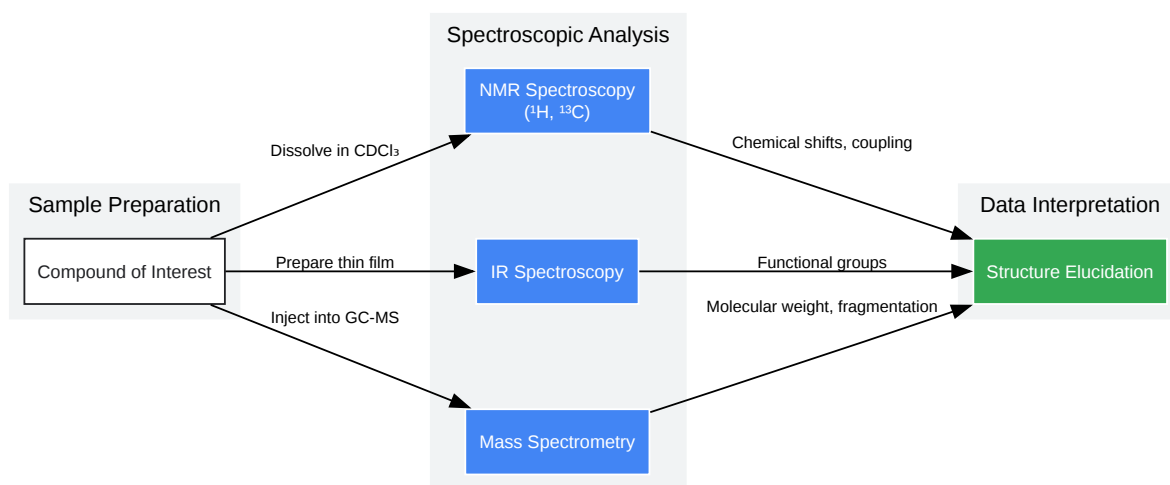 Spectroscopic Analysis
NMR Spectroscopy
(¹H, ¹³C)
Dissolve in CDCl₃
Chemical shifts, coupling
Sample Preparation
Data Interpretation
Compound of Interest
Prepare thin film
IR Spectroscopy
Functional groups
Structure Elucidation
Inject into GC-MS
Molecular weight, fragmentation
Mass Spectrometry